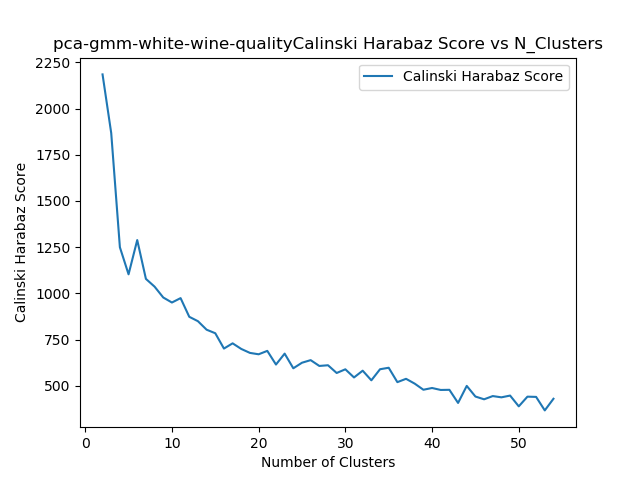 pca-gmm-white-wine-qualityCalinski Harabaz Score vs N_Clusters
Calinski Harabaz Score
2250
2000
1750
1500
1250
1000
750
500
Calinski Harabaz Score
0 10 20 30 40 50
Number of Clusters